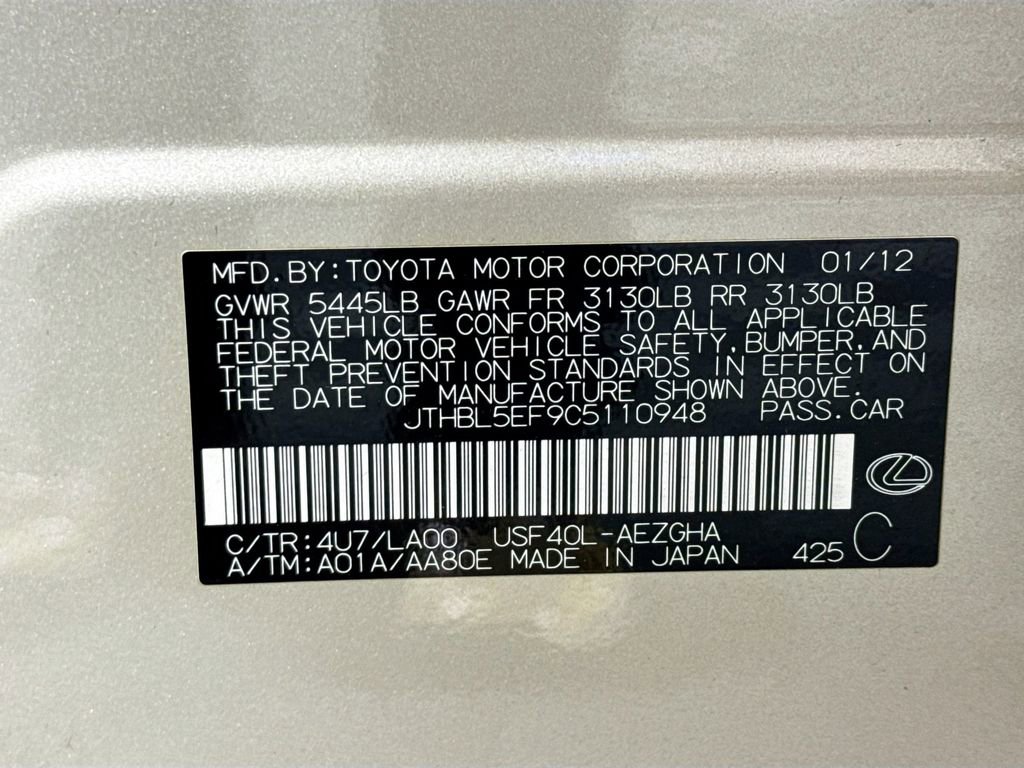 MFD.BY:TOYOTA MOTOR CORPORATION 01/12
GVWR 5445LB GAWR FR 3130LB RR 3130LB
THIS VEHICLE CONFORMS TO ALL APPLICABLE
FEDERAL MOTOR VEHICLE SAFETY,BUMPER,AND
THEFT PREVENTION STANDARDS IN EFFECT ON
THE DATE OF MANUFACTURE SHOWN ABOVE.
JTHBL5EF9C5110948 PASS.CAR
C/TR:4U7/LA00 USF40L-AEZGHA
A/TM:A01A/AA80E MADE IN JAPAN 425 C